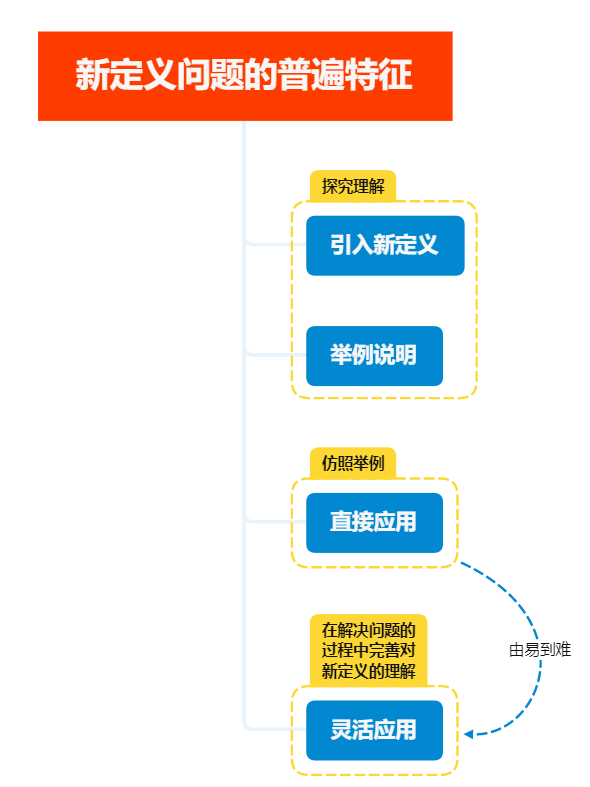 新定义问题的普遍特征
探究理解
引入新定义
举例说明
仿照举例
直接应用
由易到难
在解决问题的
过程中完善对
新定义的理解
灵活应用